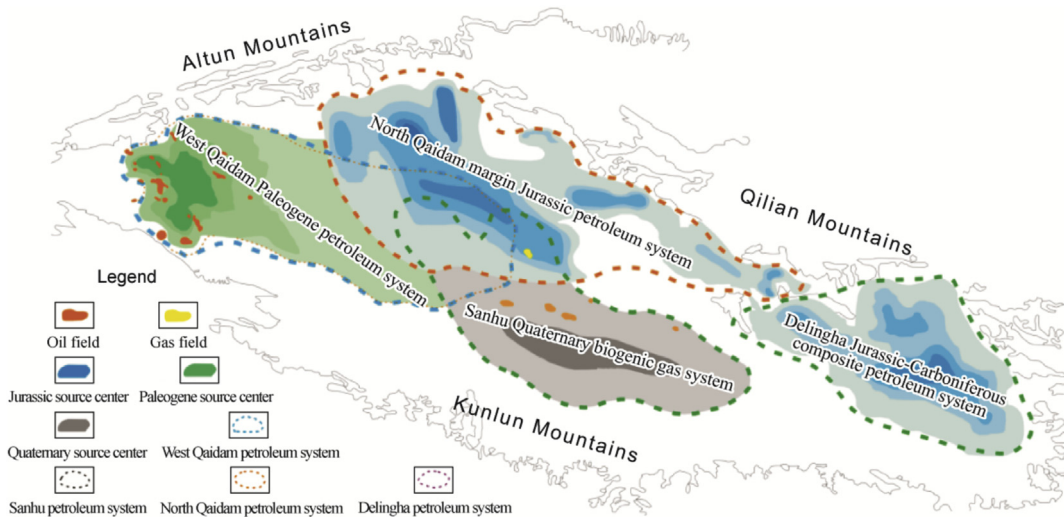 Altun Mountains
West Qaidam Paleogene petroleum system
North Qaidam margin Jurassic petroleum system
Qilian Mountains
Sanhu Quaternary biogenic gas system
Delingha Jurassic-Carboniferous
composite petroleum system
Kunlun Mountains
Legend
Oil field
Gas field
Jurassic source center
Paleogene source center
Quaternary source center
West Qaidam petroleum system
Sanhu petroleum system
North Qaidam petroleum system
Delingha petroleum system